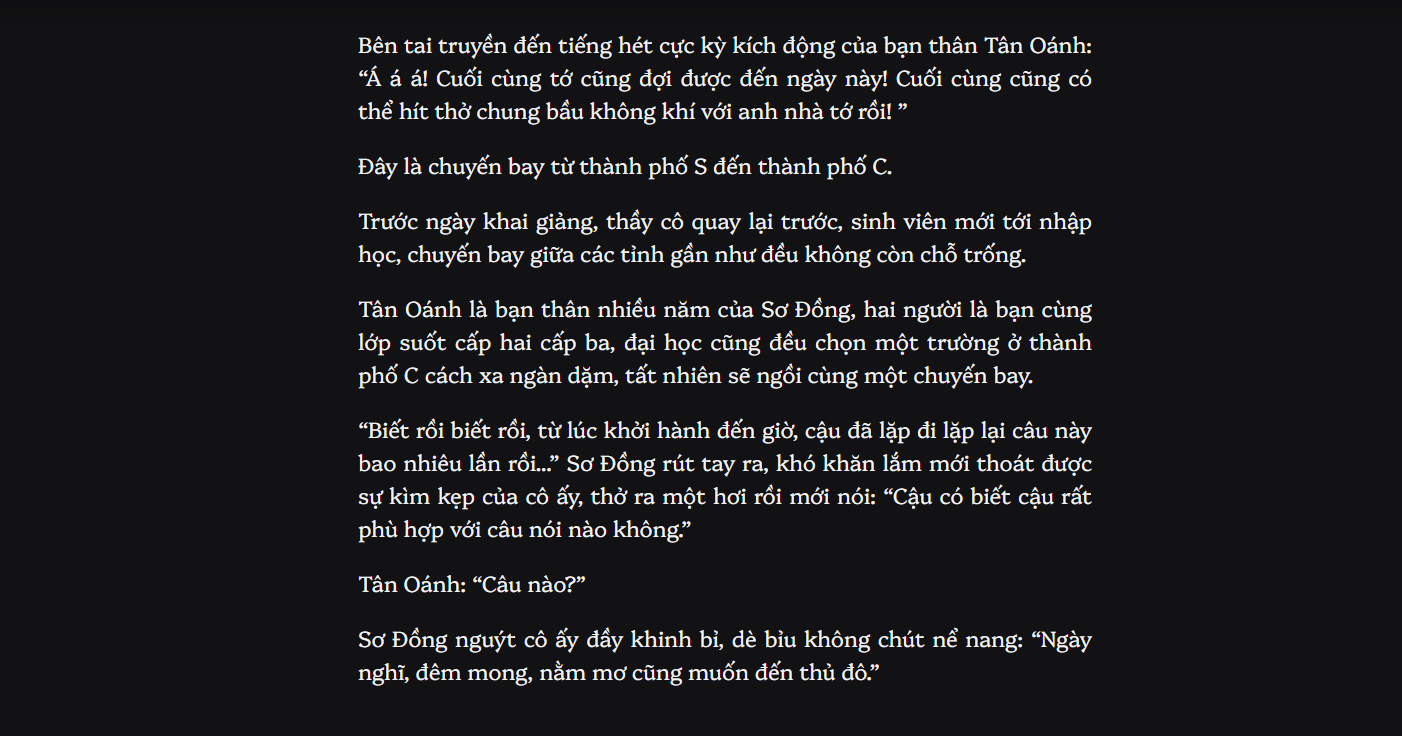 Bên tai truyền đến tiếng hét cực kỳ kích động của bạn thân Tân Oánh:
“Á á á! Cuối cùng tớ cũng đợi được đến ngày này! Cuối cùng cũng có
thể hít thở chung bầu không khí với anh nhà tớ rồi! ”
Đây là chuyến bay từ thành phố S đến thành phố C.
Trước ngày khai giảng, thầy cô quay lại trước, sinh viên mới tới nhập
học, chuyến bay giữa các tỉnh gần như đều không còn chỗ trống.
Tân Oánh là bạn thân nhiều năm của Sơ Đồng, hai người là bạn cùng
lớp suốt cấp hai cấp ba, đại học cũng đều chọn một trường ở thành
phố C cách xa ngàn dặm, tất nhiên sẽ ngồi cùng một chuyến bay.
“Biết rồi biết rồi, từ lúc khởi hành đến giờ, cậu đã lặp đi lặp lại câu này
bao nhiêu lần rồi...” Sơ Đồng rút tay ra, khó khăn lắm mới thoát được
sự kìm kẹp của cô ấy, thở ra một hơi rồi mới nói: “Cậu có biết cậu rất
phù hợp với câu nói nào không.”
Tân Oánh: “Câu nào?”
Sơ Đồng nguýt cô ấy đầy khinh bỉ, dè bỉu không chút nể nang: “Ngày
nghĩ, đêm mong, nằm mơ cũng muốn đến thủ đô.”